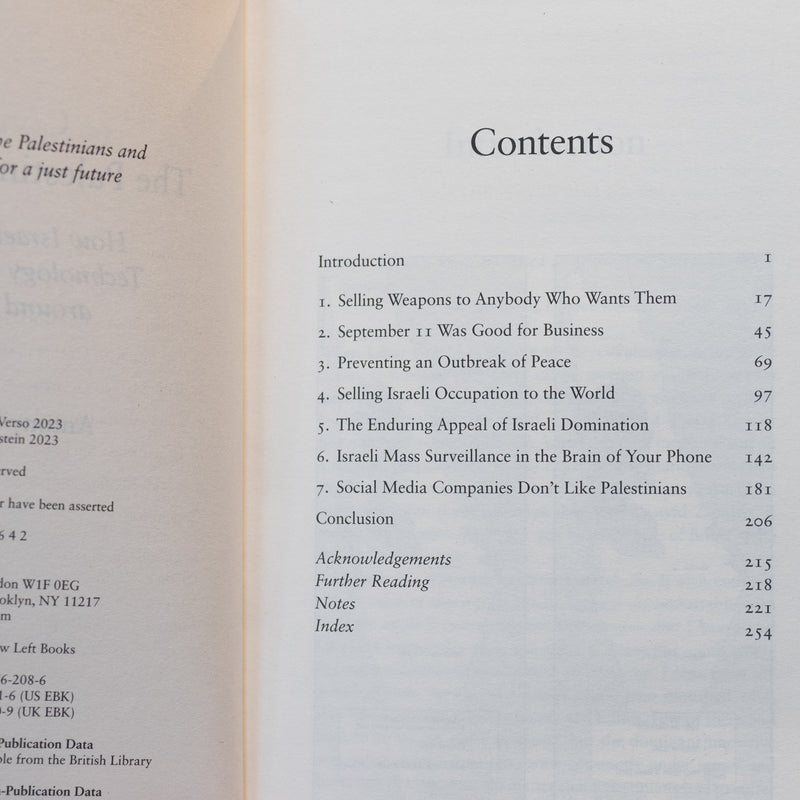 Palestinians and
for a just future
Verso 2023
stein 2023
rved
r have been asserted
6 4 2
don W1F 0EG
oklyn, NY 11217
m
w Left Books
6-208-6
1-6 (US EBK)
0-9 (UK EBK)
Publication Data
ble from the British Library
-Publication Data
Contents
Introduction 1
1. Selling Weapons to Anybody Who Wants Them 17
2. September 11 Was Good for Business 45
3. Preventing an Outbreak of Peace 69
4. Selling Israeli Occupation to the World 97
5. The Enduring Appeal of Israeli Domination 118
6. Israeli Mass Surveillance in the Brain of Your Phone 142
7. Social Media Companies Don't Like Palestinians 181
Conclusion 206
Acknowledgements 215
Further Reading 218
Notes 221
Index 254